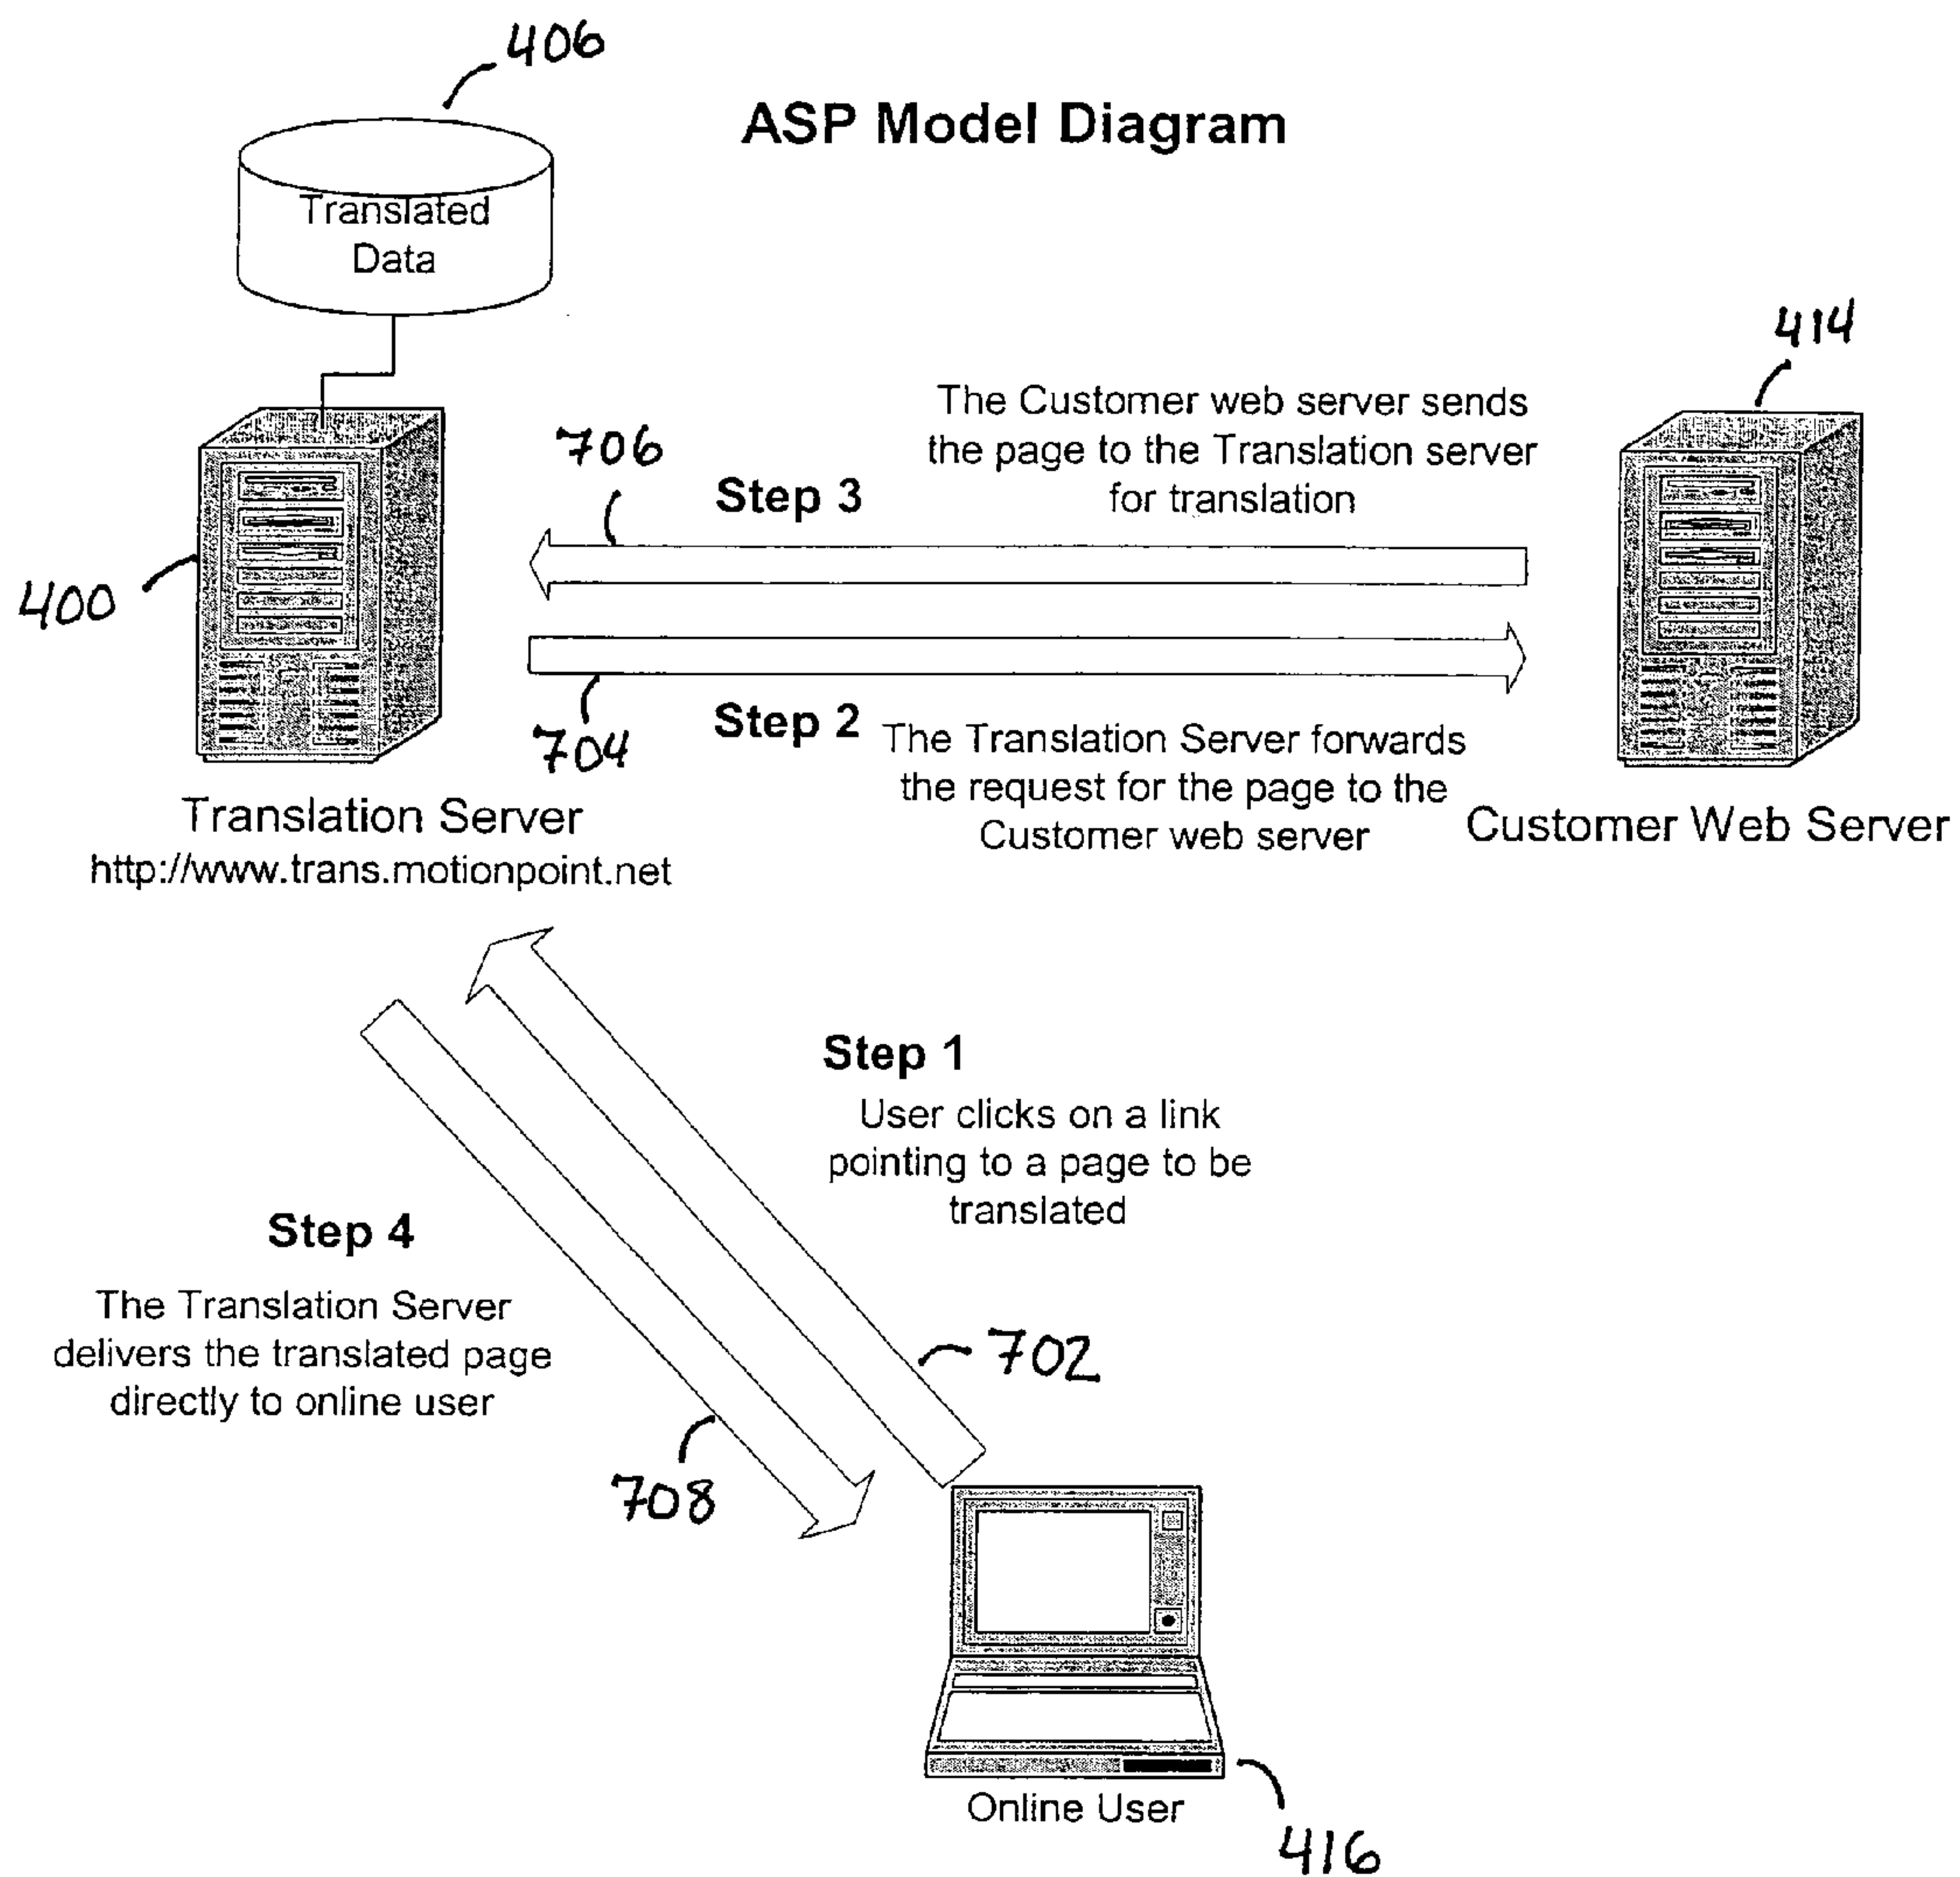 406
ASP Model Diagram
Translated
Data
414
The Customer web server sends
the page to the Translation server
for translation
706
Step 3
400
704
Step 2
The Translation Server forwards
the request for the page to the
Customer web server
Translation Server
http://www.trans.motionpoint.net
Customer Web Server
Step 1
User clicks on a link
pointing to a page to be
translated
Step 4
The Translation Server
delivers the translated page
directly to online user
702
708
Online User
416